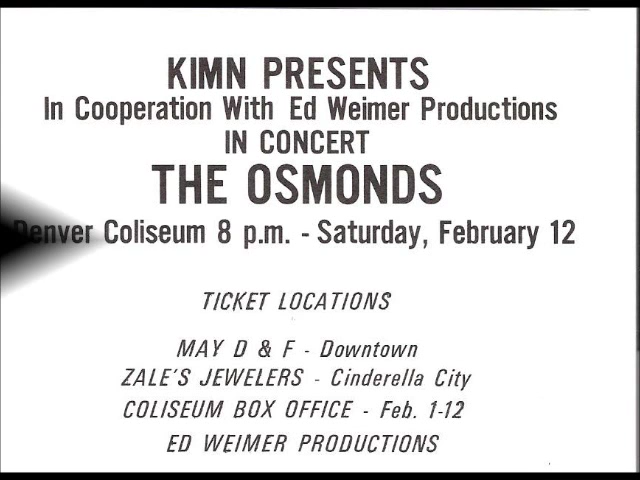 KIMN PRESENTS
In Cooperation With Ed Weimer Productions
IN CONCERT
THE OSMONDS
Denver Coliseum 8 p.m. - Saturday, February 12
TICKET LOCATIONS
MAY D & F - Downtown
ZALE'S JEWELERS - Cinderella City
COLISEUM BOX OFFICE - Feb. 1-12
ED WEIMER PRODUCTIONS